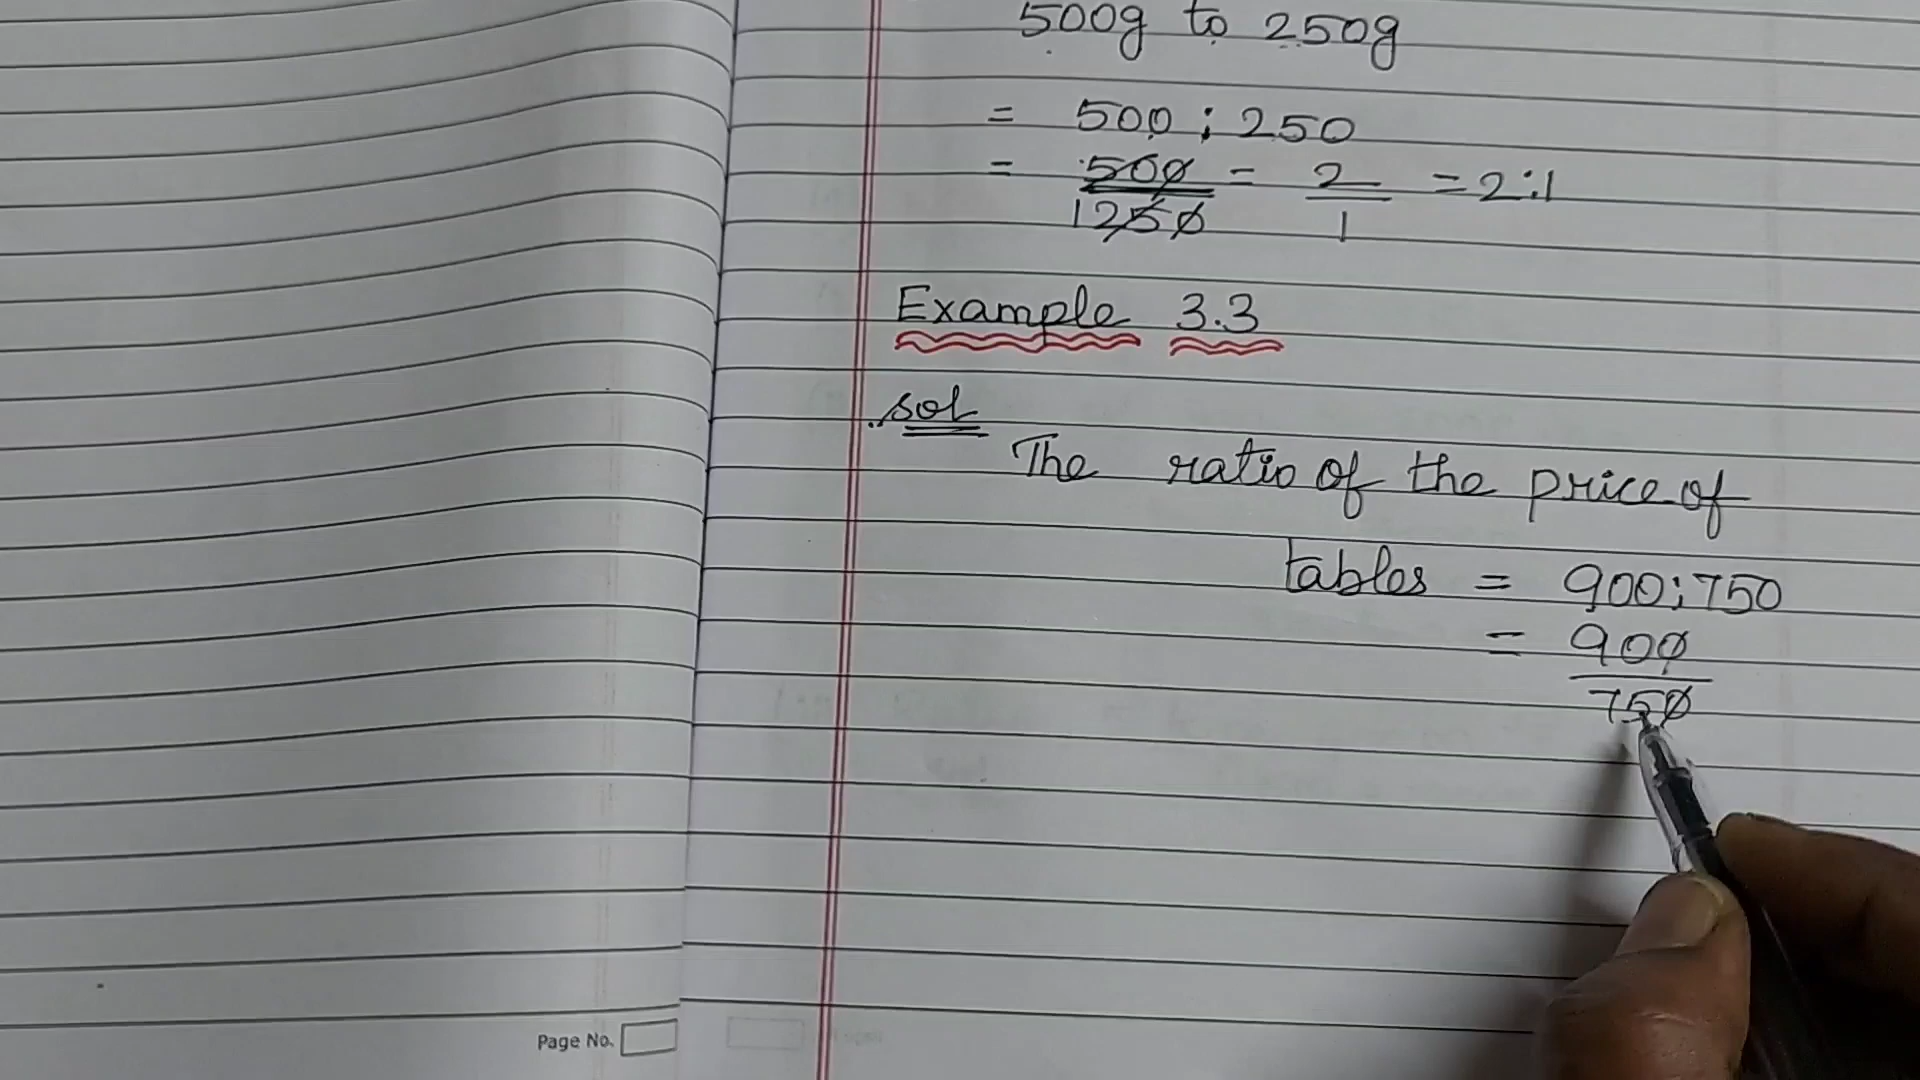 500g to 250g
= 500 : 250
= 500 = 2 = 2:1
1250 1
Example 3.3
sol
The ratio of the price of
tables = 900:750
= 900
750
Page No.